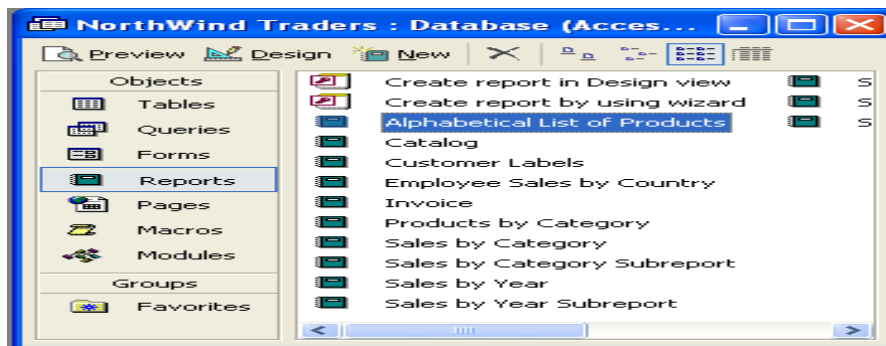 NorthWind Traders : Database (Acces...
Preview Design New
Objects
Tables
Queries
Forms
Reports
Pages
Macros
Modules
Groups
Favorites
Create report in Design view
Create report by using wizard
Alphabetical List of Products
Catalog
Customer Labels
Employee Sales by Country
Invoice
Products by Category
Sales by Category
Sales by Category Subreport
Sales by Year
Sales by Year Subreport
S
S